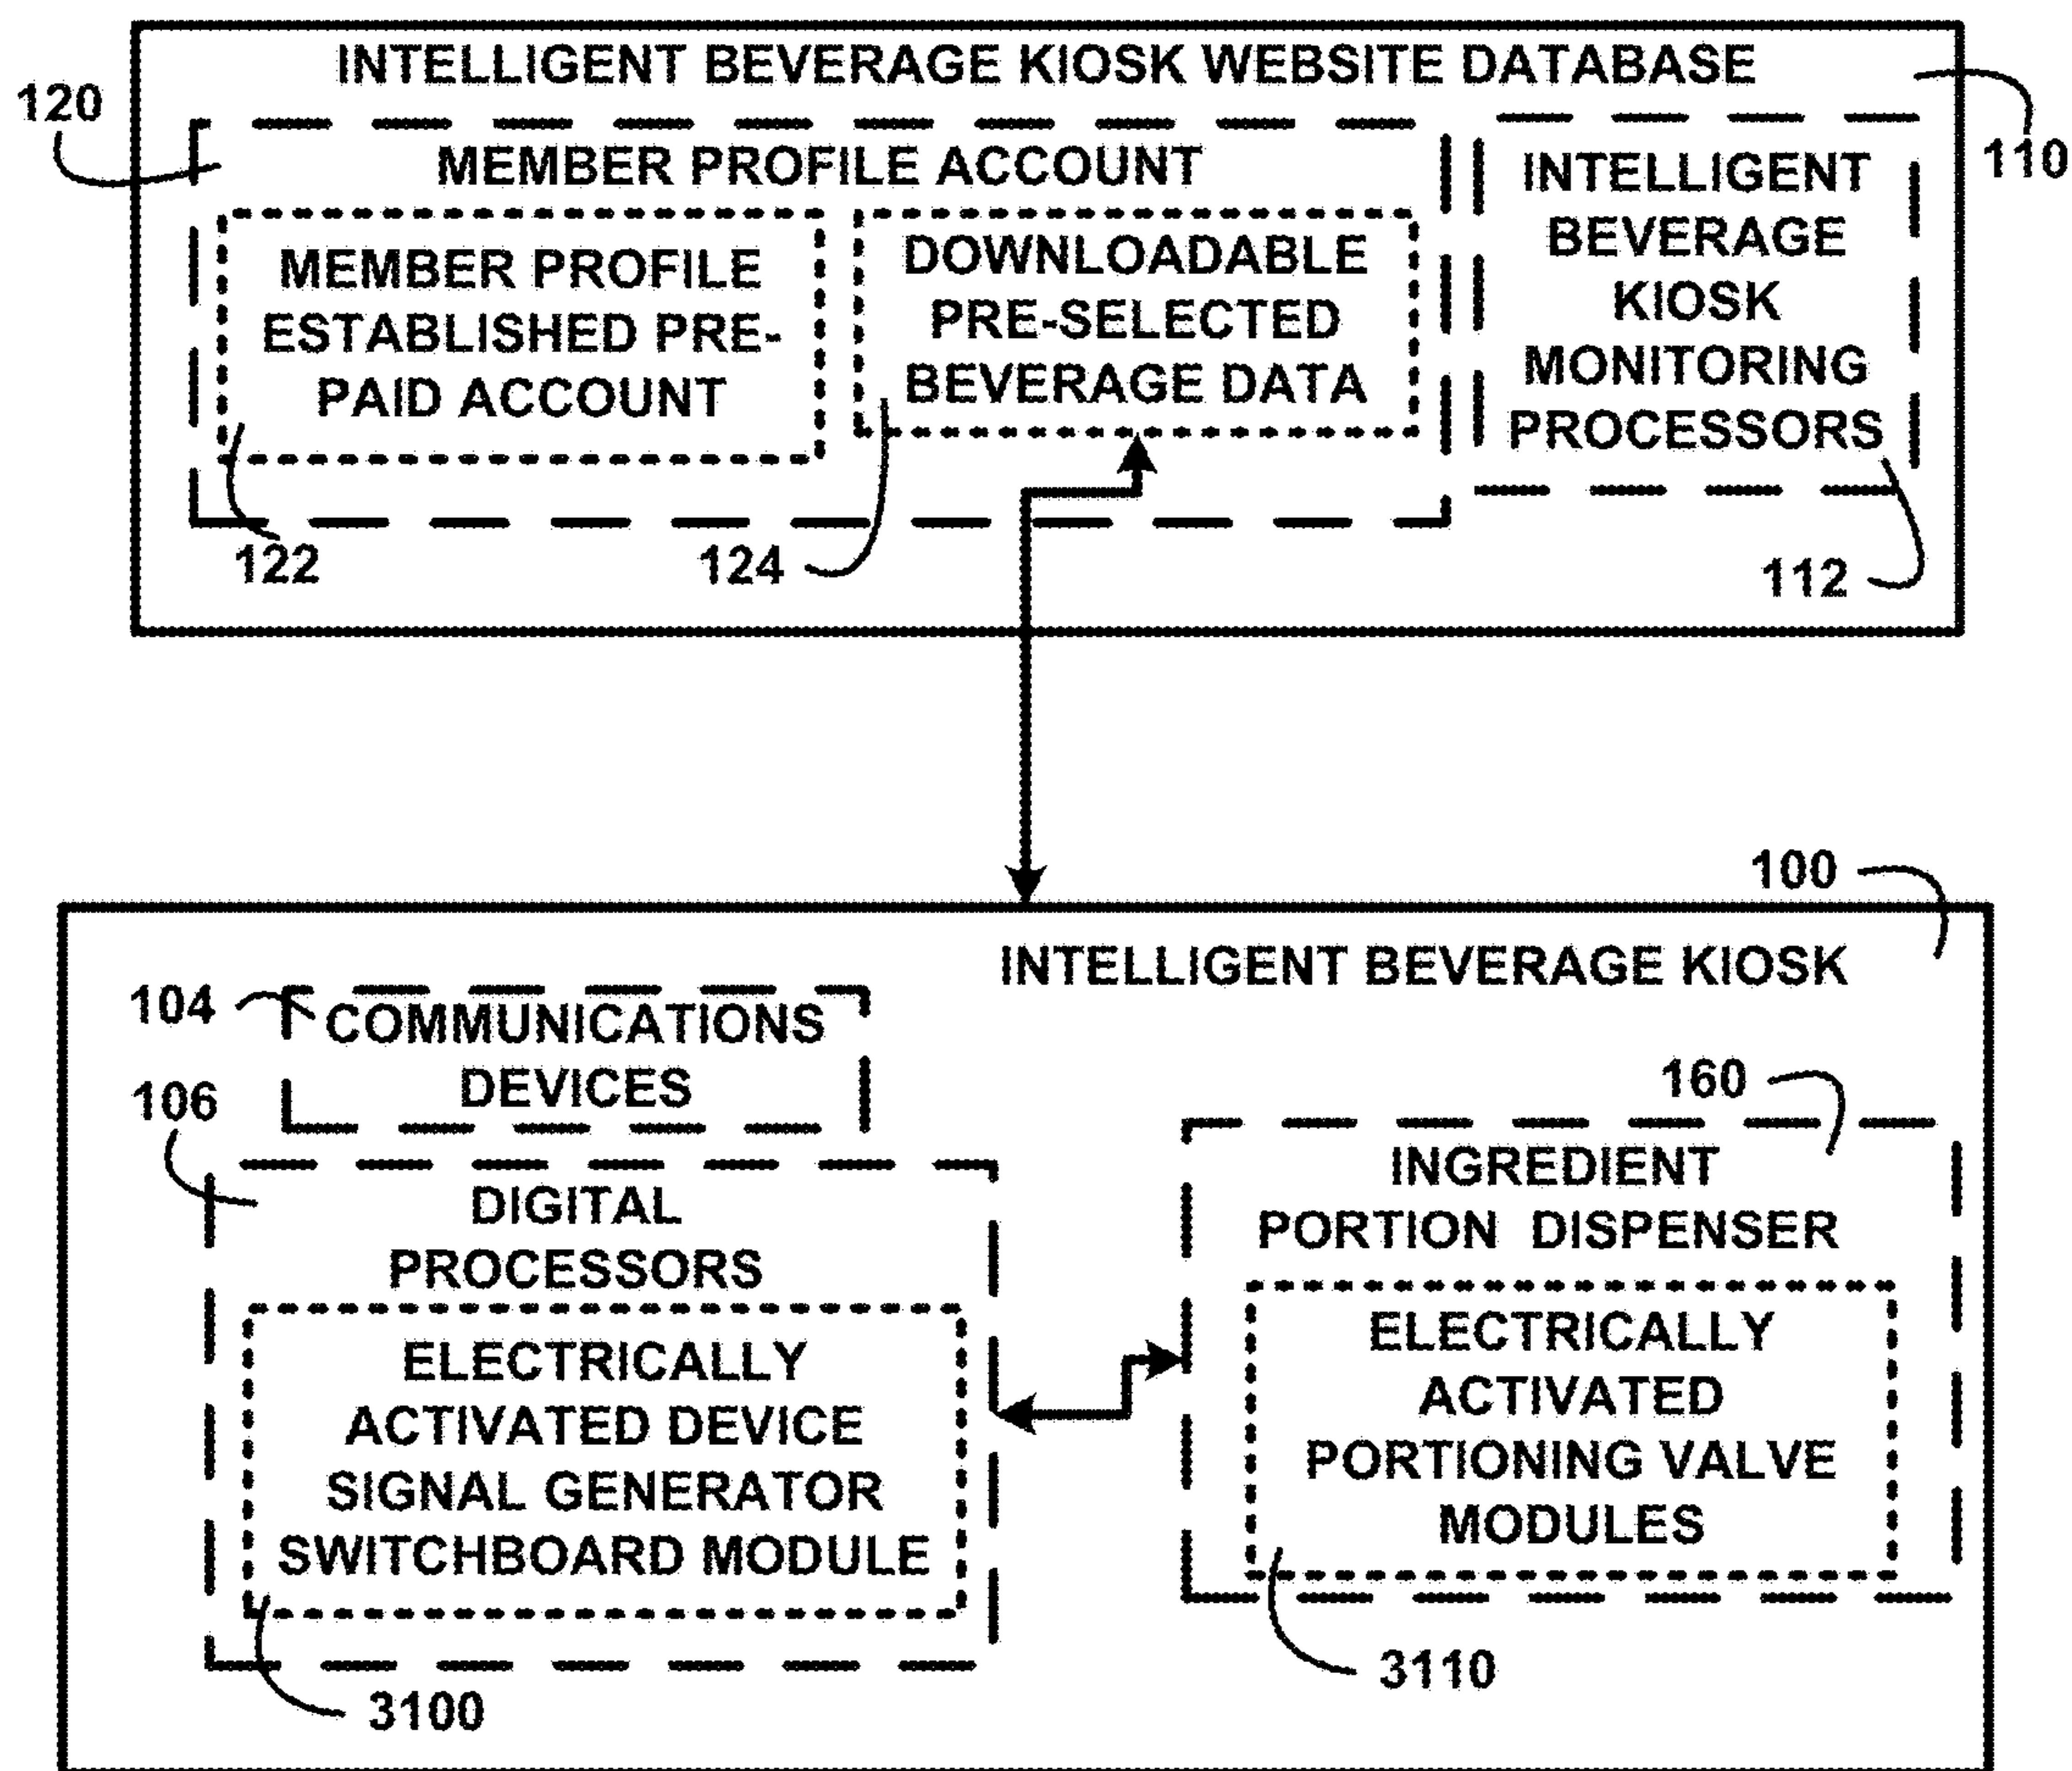 INTELLIGENT BEVERAGE KIOSK WEBSITE DATABASE
120
110
MEMBER PROFILE ACCOUNT
MEMBER PROFILE
ESTABLISHED PRE-
PAID ACCOUNT
DOWNLOADABLE
PRE-SELECTED
BEVERAGE DATA
INTELLIGENT
BEVERAGE
KIOSK
MONITORING
PROCESSORS
122
124
112
100
INTELLIGENT BEVERAGE KIOSK
104
COMMUNICATIONS
DEVICES
106
DIGITAL
PROCESSORS
ELECTRICALLY
ACTIVATED DEVICE
SIGNAL GENERATOR
SWITCHBOARD MODULE
3100
160
INGREDIENT
PORTION DISPENSER
ELECTRICALLY
ACTIVATED
PORTIONING VALVE
MODULES
3110